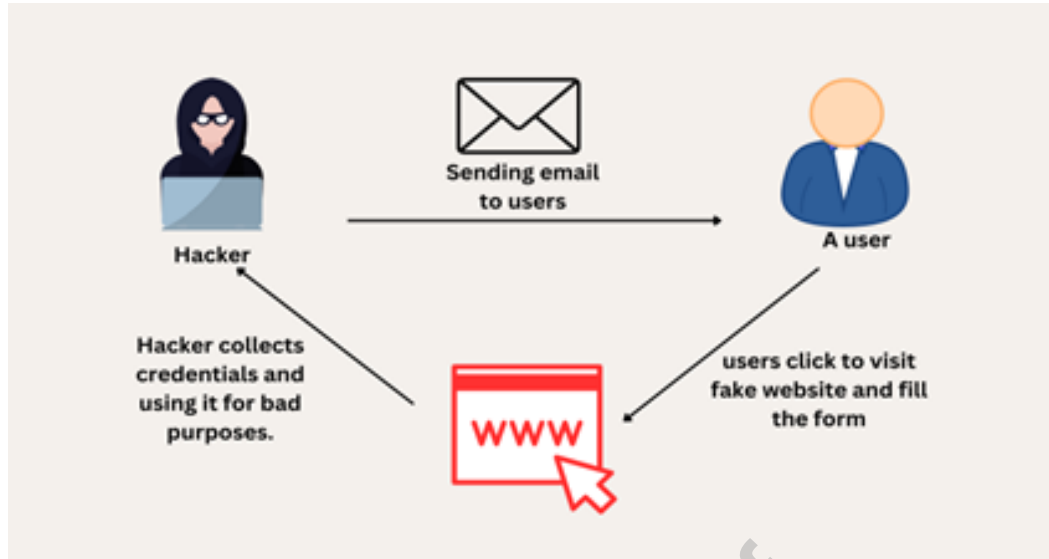 Sending email
to users
Hacker
A user
Hacker collects
credentials and
using it for bad
purposes.
users click to visit
fake website and fill
the form
WWW